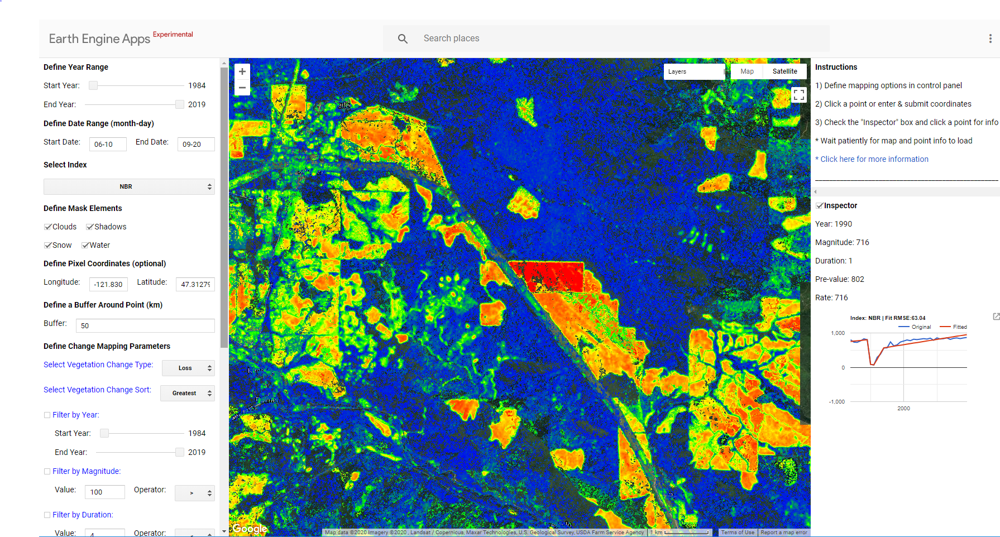 Earth Engine Apps Experimental
Search places
Define Year Range
Start Year: 1984
End Year: 2019
Define Date Range (month-day)
Start Date: 06-10 End Date: 09-20
Select Index
NBR
Define Mask Elements
Clouds Shadows
Snow Water
Define Pixel Coordinates (optional)
Longitude: -121.830 Latitude: 47.31279
Define a Buffer Around Point (km)
Buffer: 50
Define Change Mapping Parameters
Select Vegetation Change Type: Loss
Select Vegetation Change Sort: Greatest
Filter by Year:
Start Year: 1984
End Year: 2019
Filter by Magnitude:
Value: 100 Operator: >
Filter by Duration:
Value: 4 Operator: <
Layers Map Satellite
Google
Map data ©2020 Imagery ©2020 , Landsat / Copernicus, Maxar Technologies, U.S. Geological Survey, USDA Farm Service Agency 1 km Terms of Use Report a map error
Instructions
1) Define mapping options in control panel
2) Click a point or enter & submit coordinates
3) Check the "Inspector" box and click a point for info
* Wait patiently for map and point info to load
* Click here for more information
Inspector
Year: 1990
Magnitude: 716
Duration: 1
Pre-value: 802
Rate: 716
Index: NBR | Fit RMSE:63.04
Original Fitted
1,000
0
-1,000
2000